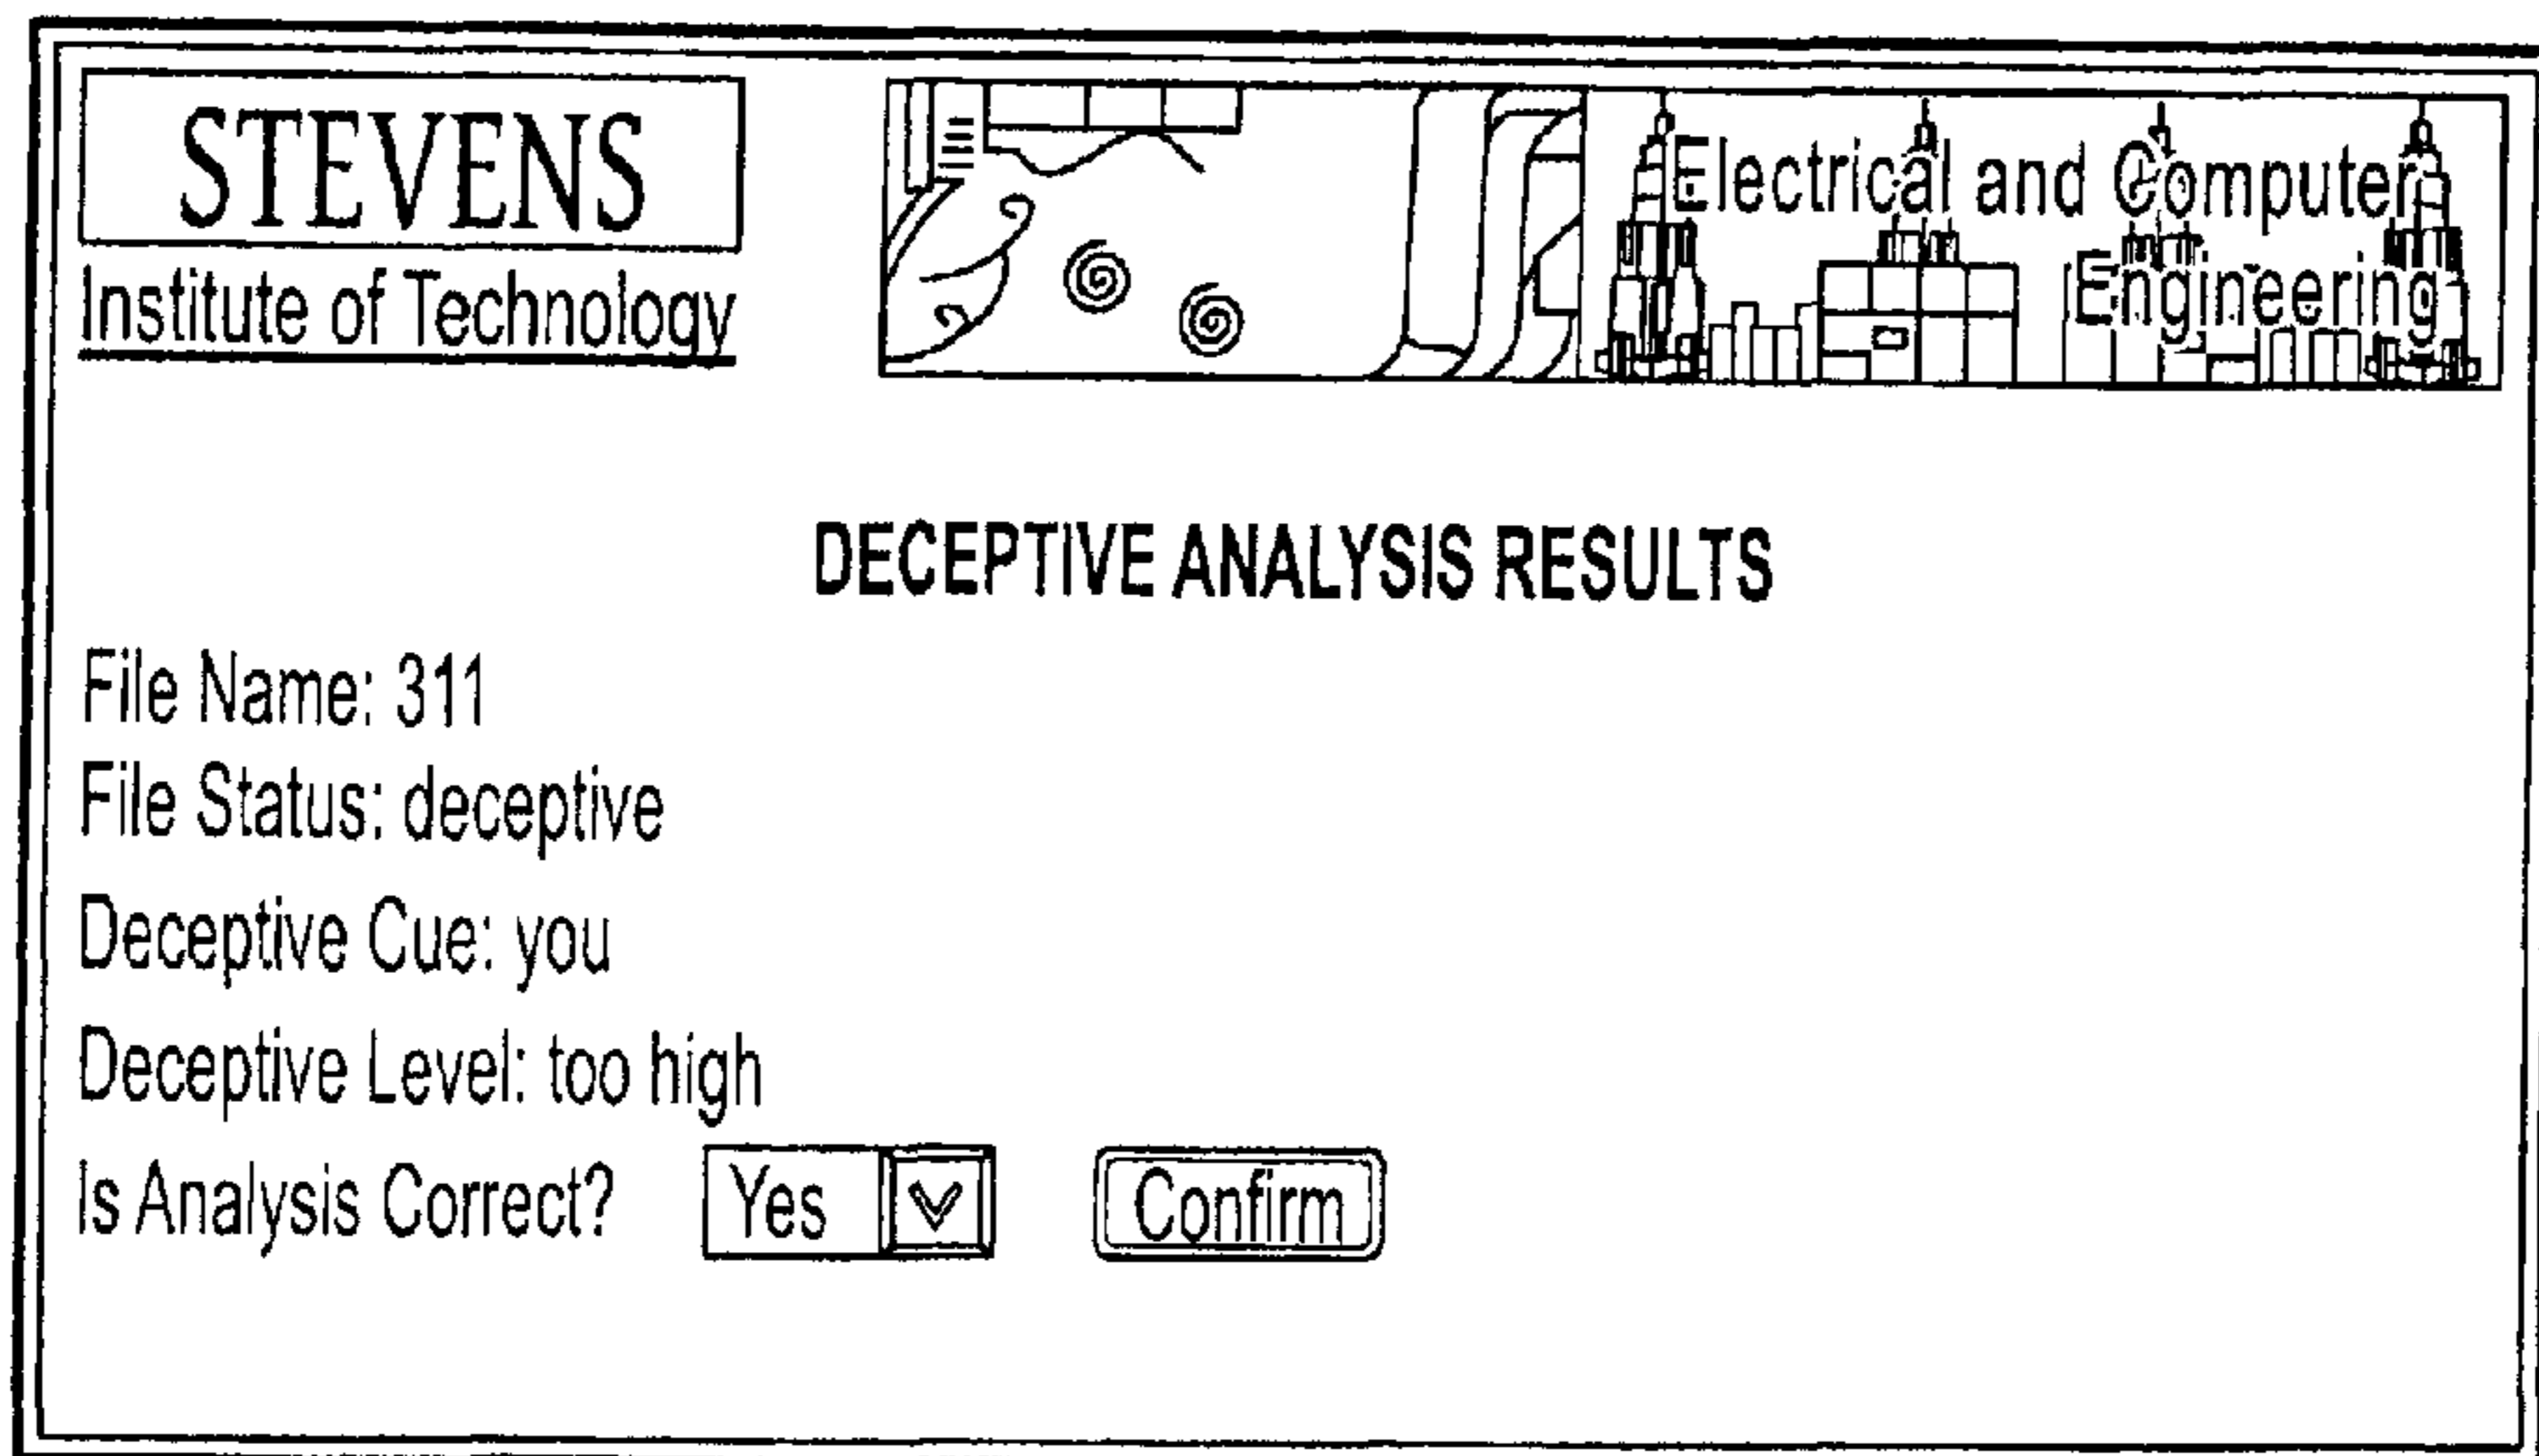 STEVENS
Institute of Technology
Electrical and Computer
Engineering
DECEPTIVE ANALYSIS RESULTS
File Name: 311
File Status: deceptive
Deceptive Cue: you
Deceptive Level: too high
Is Analysis Correct? Yes Confirm